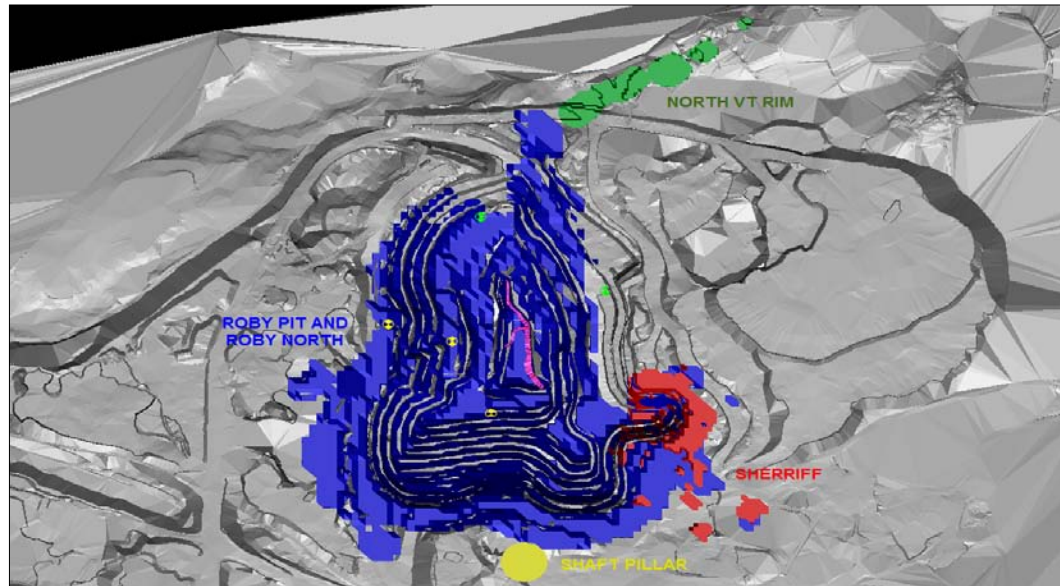 NORTH VT RIM
ROBY PIT AND
ROBY NORTH
SHERRIFF
SHAFT PILLAR